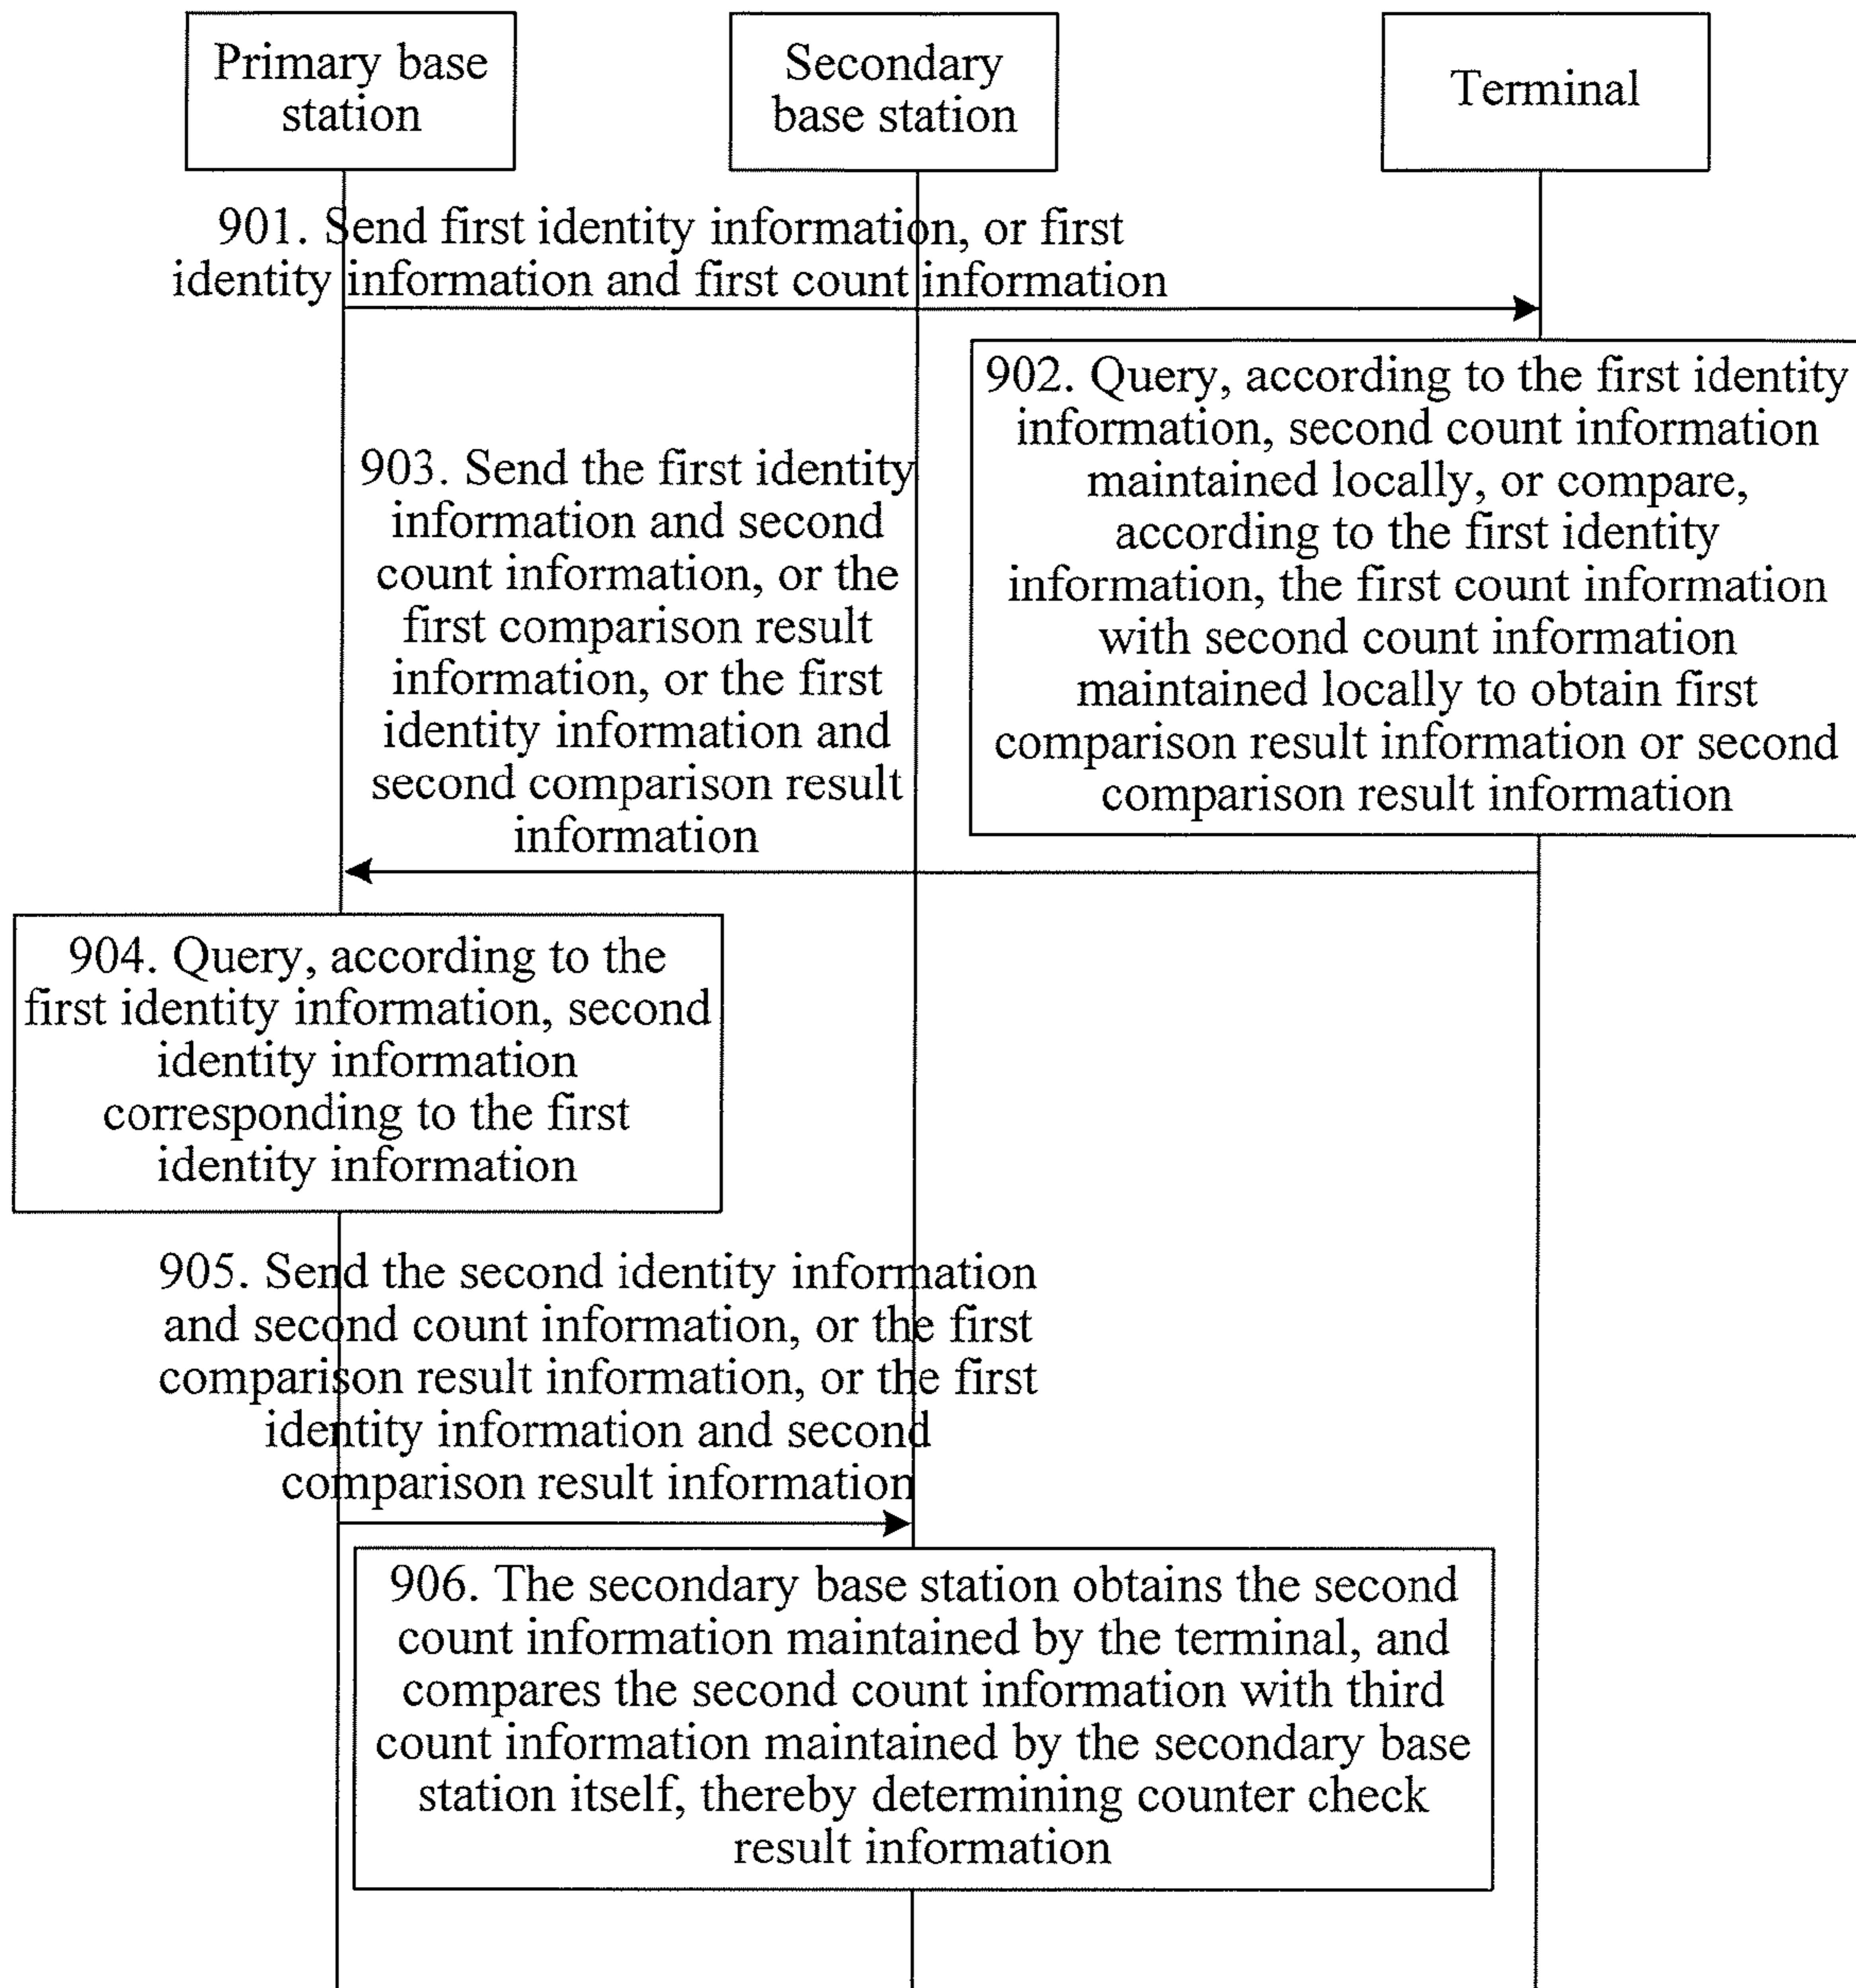 Primary base
station
Secondary
base station
Terminal
901. Send first identity information, or first
identity information and first count information
902. Query, according to the first identity
information, second count information
maintained locally, or compare,
according to the first identity
information, the first count information
with second count information
maintained locally to obtain first
comparison result information or second
comparison result information
903. Send the first identity
information and second
count information, or the
first comparison result
information, or the first
identity information and
second comparison result
information
904. Query, according to the
first identity information, second
identity information
corresponding to the first
identity information
905. Send the second identity information
and second count information, or the first
comparison result information, or the first
identity information and second
comparison result information
906. The secondary base station obtains the second
count information maintained by the terminal, and
compares the second count information with third
count information maintained by the secondary base
station itself, thereby determining counter check
result information